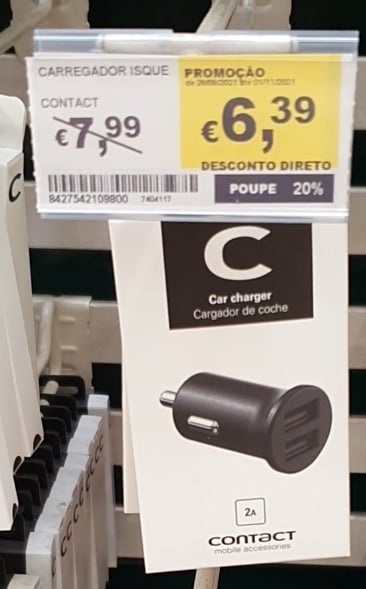 CARREGADOR ISQUE
CONTACT
€7,99
PROMOÇÃO
de 26/08/2021 até 01/11/2021
€6,39
DESCONTO DIRETO
POUPE 20%
8427542109800 7404117
C
Car charger
Cargador de coche
2A
CONTACT
mobile accessories
C